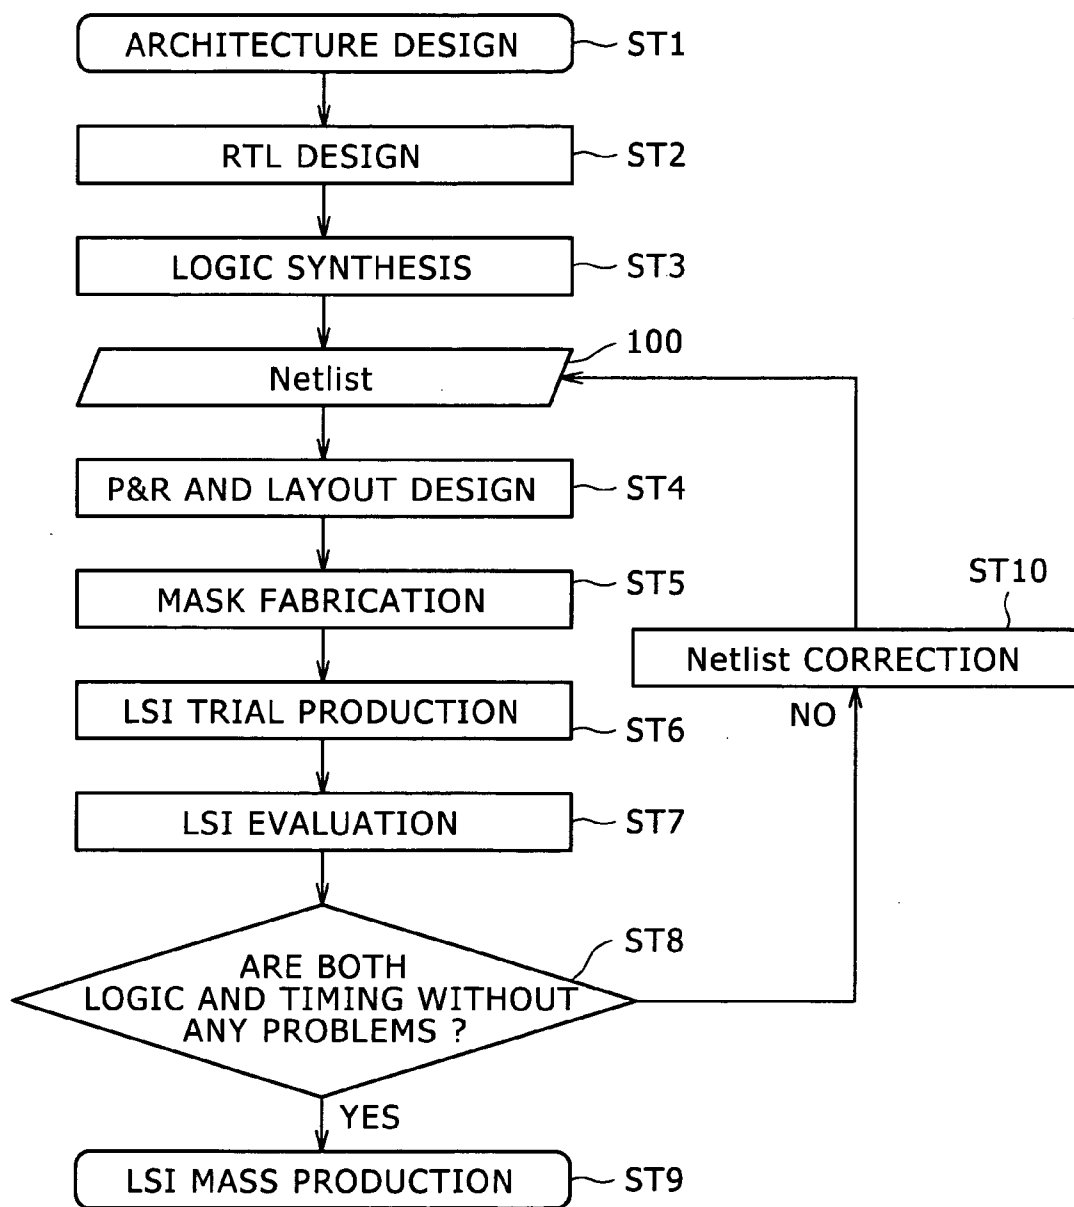 ARCHITECTURE DESIGN ST1
RTL DESIGN ST2
LOGIC SYNTHESIS ST3
Netlist 100
P&R AND LAYOUT DESIGN ST4
MASK FABRICATION ST5
ST10
Netlist CORRECTION
LSI TRIAL PRODUCTION ST6
NO
LSI EVALUATION ST7
ST8
ARE BOTH
LOGIC AND TIMING WITHOUT
ANY PROBLEMS ?
YES
LSI MASS PRODUCTION ST9